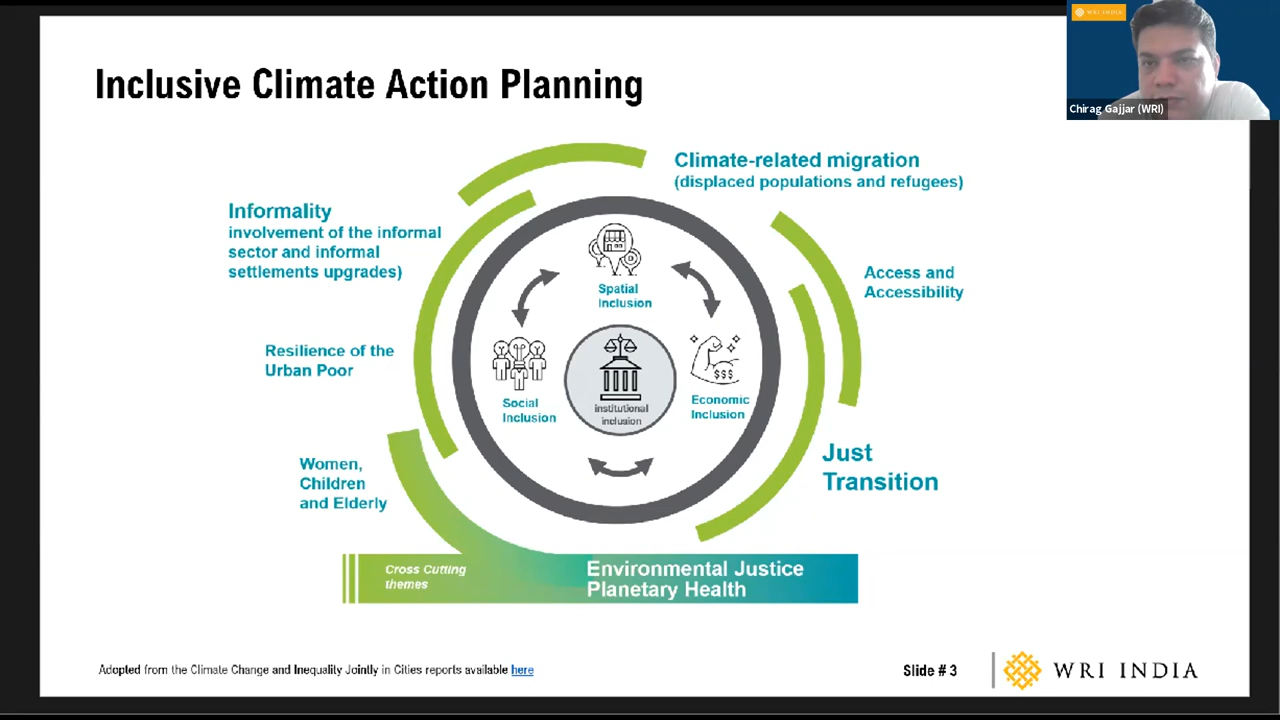 Inclusive Climate Action Planning
WRI INDIA
Chirag Gajjar (WRI)
Climate-related migration
(displaced populations and refugees)
Informality
involvement of the informal
sector and informal
settlements upgrades)
Access and
Accessibility
Resilience of the
Urban Poor
Women,
Children
and Elderly
Just
Transition
Spatial
Inclusion
Social
Inclusion
institutional
inclusion
$$$
Economic
Inclusion
Cross Cutting
themes
Environmental Justice
Planetary Health
Adopted from the Climate Change and Inequality Jointly in Cities reports available here
Slide # 3
WRI INDIA